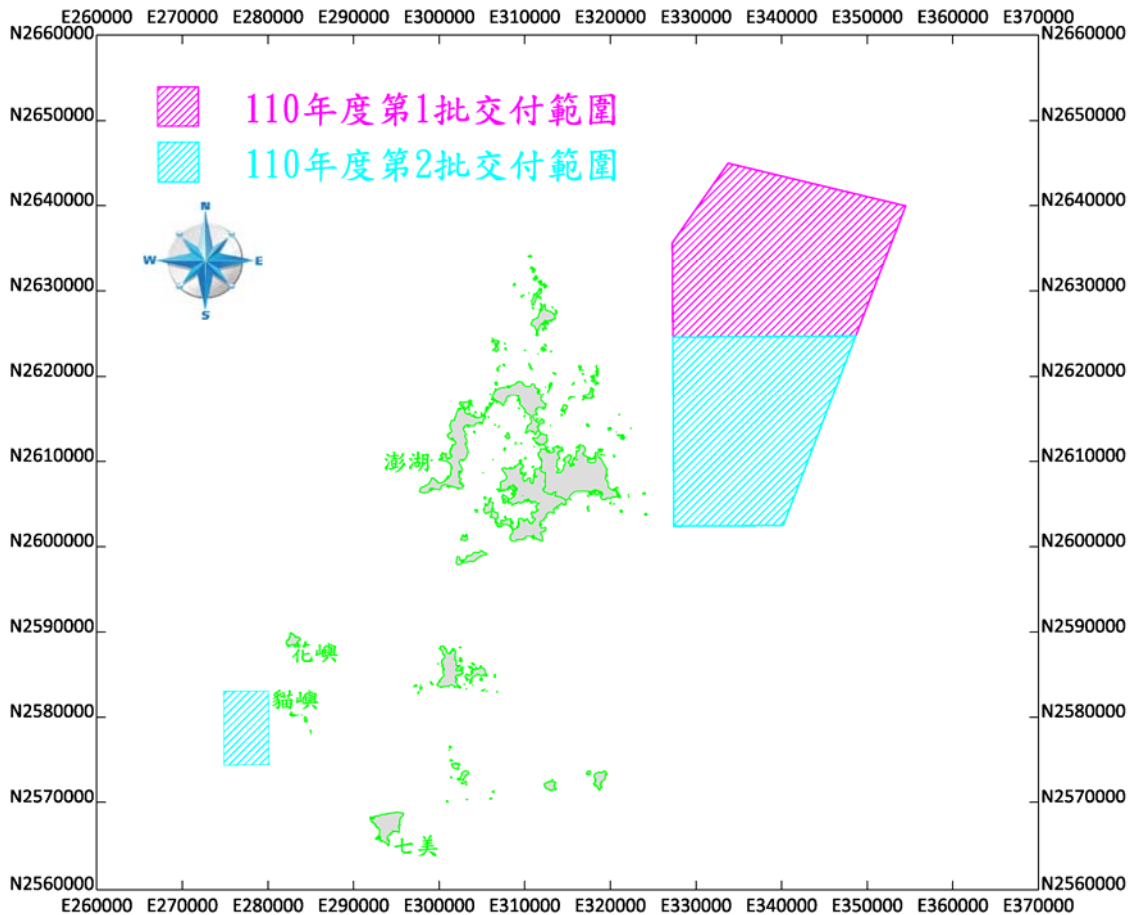 E260000 E270000 E280000 E290000 E300000 E310000 E320000 E330000 E340000 E350000 E360000 E370000
N2660000 N2660000
110年度第1批交付範圍
N2650000 N2650000
110年度第2批交付範圍
N2640000 N2640000
N
W E
S
N2630000 N2630000
N2620000 N2620000
澎湖
N2610000 N2610000
N2600000 N2600000
N2590000 N2590000
花嶼
貓嶼
N2580000 N2580000
N2570000 N2570000
七美
N2560000 N2560000
E260000 E270000 E280000 E290000 E300000 E310000 E320000 E330000 E340000 E350000 E360000 E370000